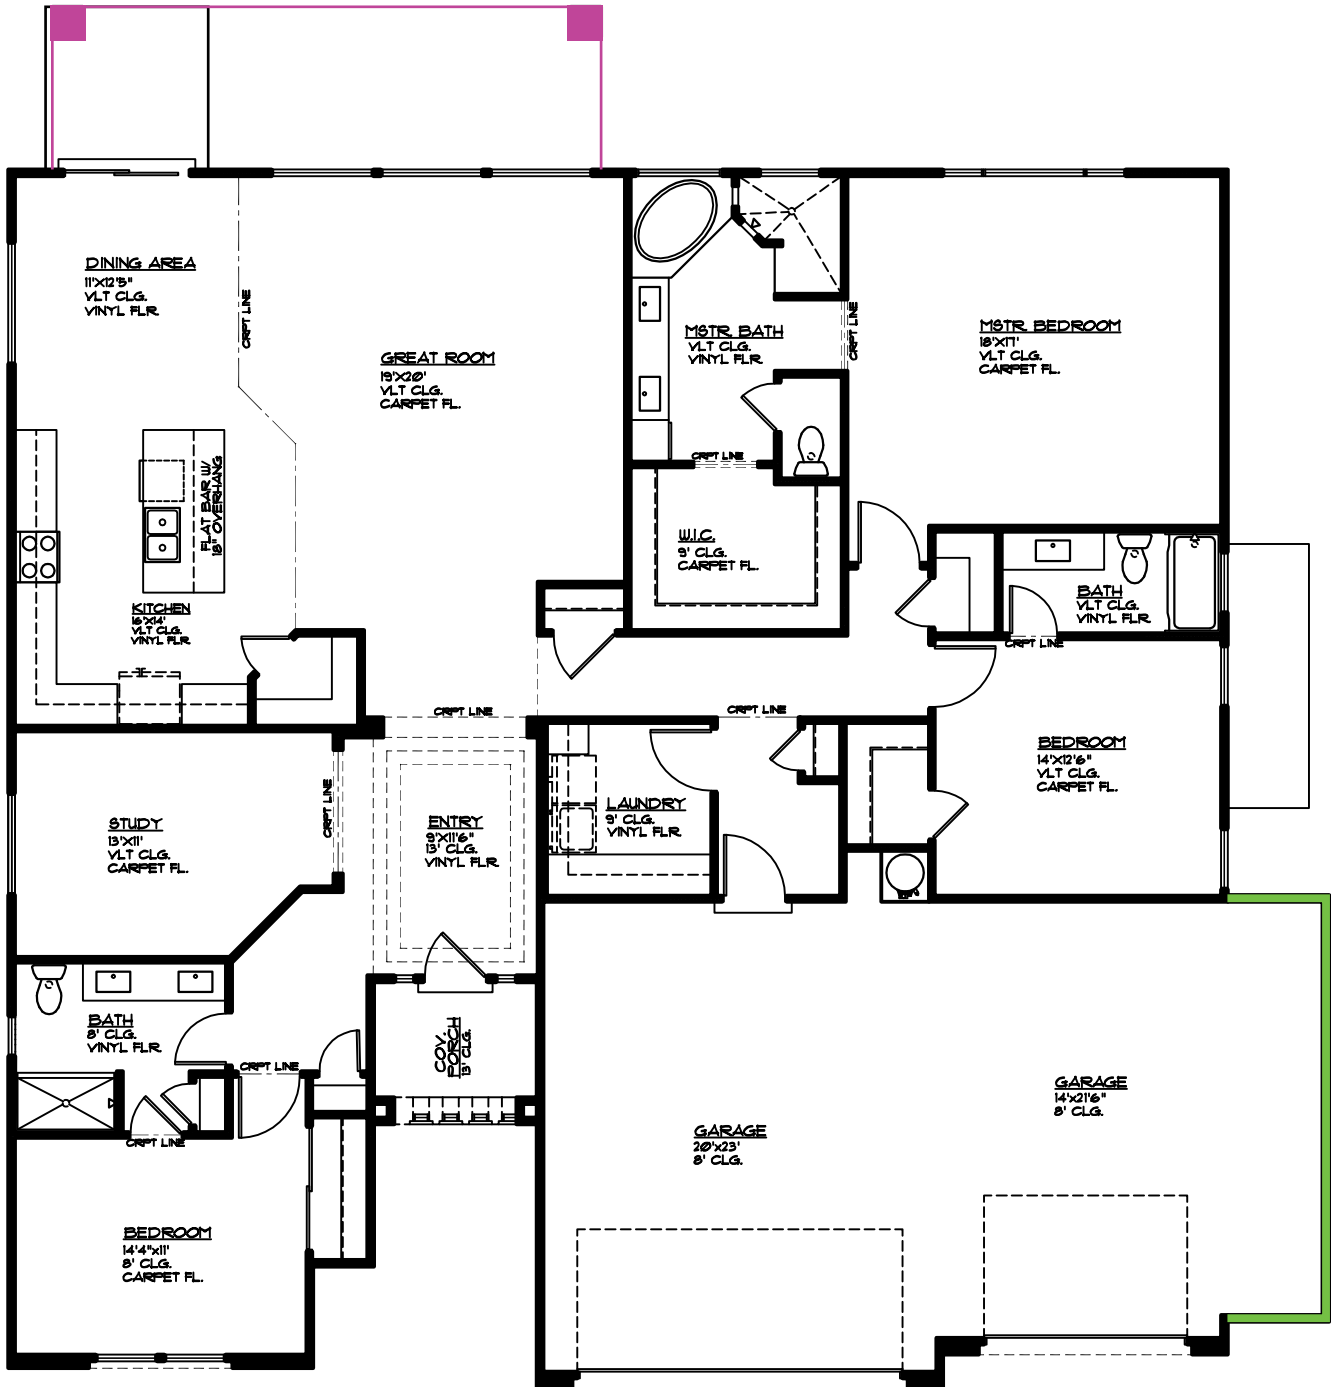 DINING AREA
11'X12'5"
VLT CLG.
VINYL FLR.
CRPT LINE
GREAT ROOM
19'X20'
VLT CLG.
CARPET FL.
MSTR. BATH
VLT CLG.
VINYL FLR.
CRPT LINE
MSTR. BEDROOM
18'X17'
VLT CLG.
CARPET FL.
FLAT BAR W/
18" OVERHANG
CRPT LINE
W.I.C.
9' CLG.
CARPET FL.
KITCHEN
16'X14'
VLT CLG.
VINYL FLR.
BATH
VLT CLG.
VINYL FLR.
CRPT LINE
CRPT LINE
CRPT LINE
BEDROOM
14'X12'6"
VLT CLG.
CARPET FL.
STUDY
13'X11'
VLT CLG.
CARPET FL.
CRPT LINE
ENTRY
9'X11'6"
13' CLG.
VINYL FLR.
LAUNDRY
9' CLG.
VINYL FLR.
BATH
8' CLG.
VINYL FLR.
CRPT LINE
COV.
PORCH
13' CLG.
CRPT LINE
GARAGE
20'x23'
8' CLG.
GARAGE
14'x21'6"
8' CLG.
BEDROOM
14'4"x11'
8' CLG.
CARPET FL.